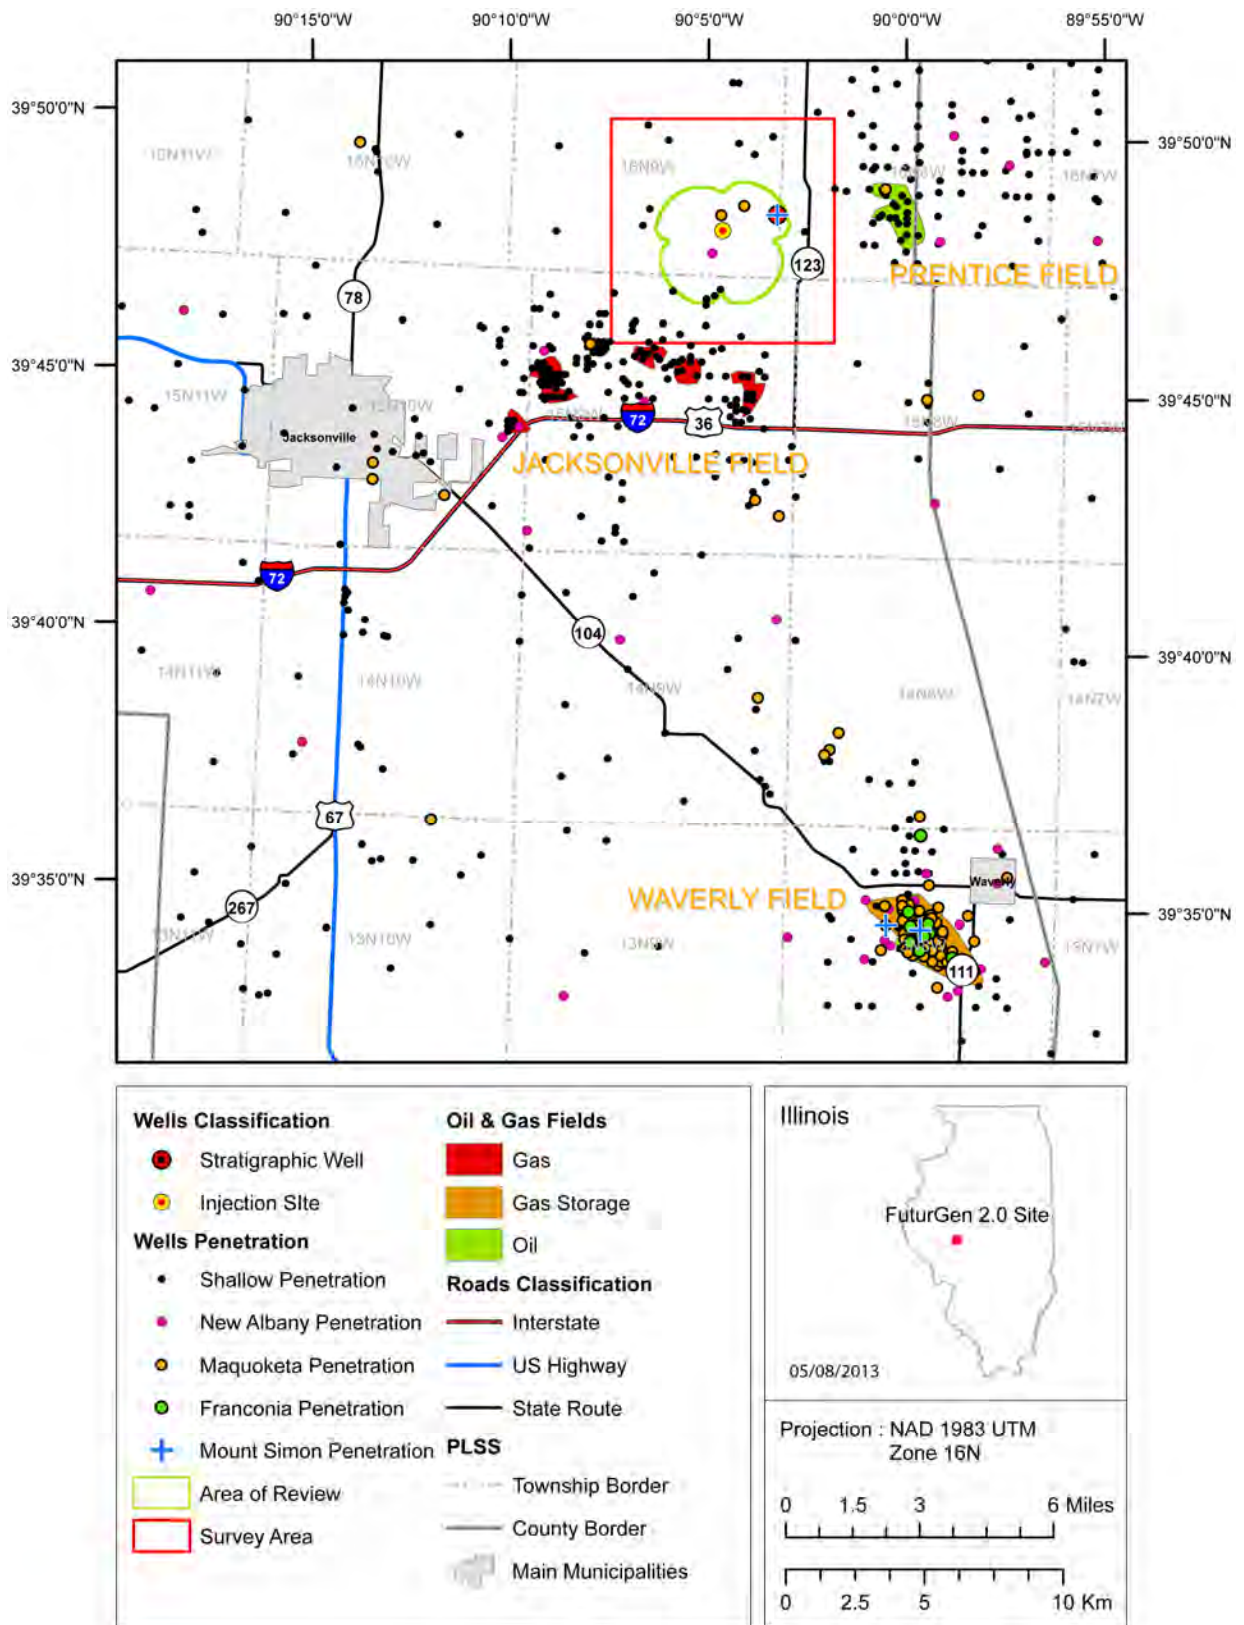 90°15'0"W 90°10'0"W 90°5'0"W 90°0'0"W 89°55'0"W
39°50'0"N
39°50'0"N
16N9W
123
PRENTICE FIELD
78
39°45'0"N
15N11W
39°45'0"N
72
36
Jacksonville
JACKSONVILLE FIELD
72
39°40'0"N
104
39°40'0"N
14N11W
14N10W
14N9W
14N8W
14N7W
67
39°35'0"N
Waverly
WAVERLY FIELD
267
39°35'0"N
13N10W
13N9W
111
Wells Classification
Stratigraphic Well
Injection SIte
Wells Penetration
Shallow Penetration
New Albany Penetration
Maquoketa Penetration
Franconia Penetration
Mount Simon Penetration
Area of Review
Survey Area
Oil & Gas Fields
Gas
Gas Storage
Oil
Roads Classification
Interstate
US Highway
State Route
PLSS
Township Border
County Border
Main Municipalities
Illinois
FuturGen 2.0 Site
05/08/2013
Projection : NAD 1983 UTM
Zone 16N
0 1.5 3 6 Miles
0 2.5 5 10 Km